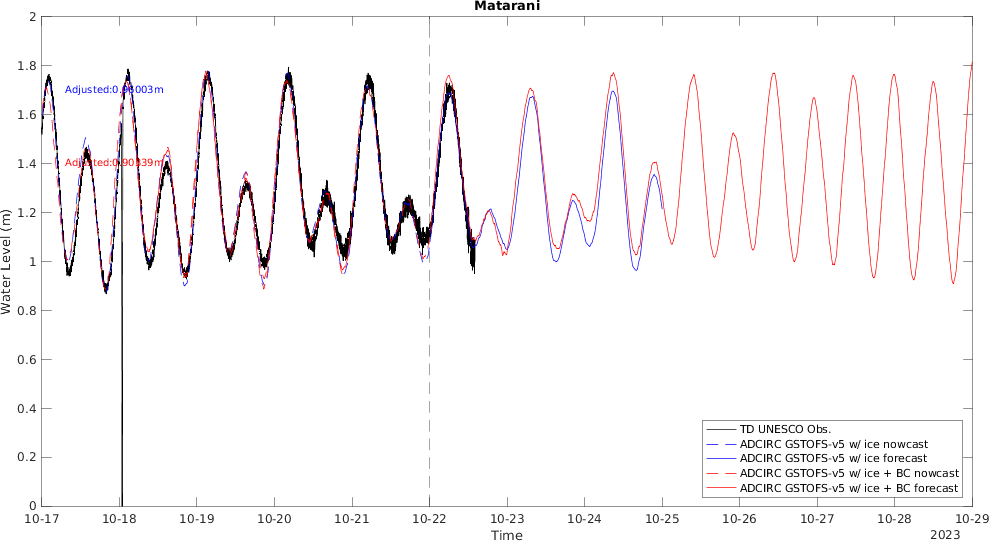 Matarani
2
1.8
1.6
1.4
1.2
1
0.8
0.6
0.4
0.2
0
Water Level (m)
Adjusted:0.93003m
Adjusted:0.90339m
TD UNESCO Obs.
ADCIRC GSTOFS-v5 w/ ice nowcast
ADCIRC GSTOFS-v5 w/ ice forecast
ADCIRC GSTOFS-v5 w/ ice + BC nowcast
ADCIRC GSTOFS-v5 w/ ice + BC forecast
10-17 10-18 10-19 10-20 10-21 10-22 10-23 10-24 10-25 10-26 10-27 10-28 10-29
Time
2023